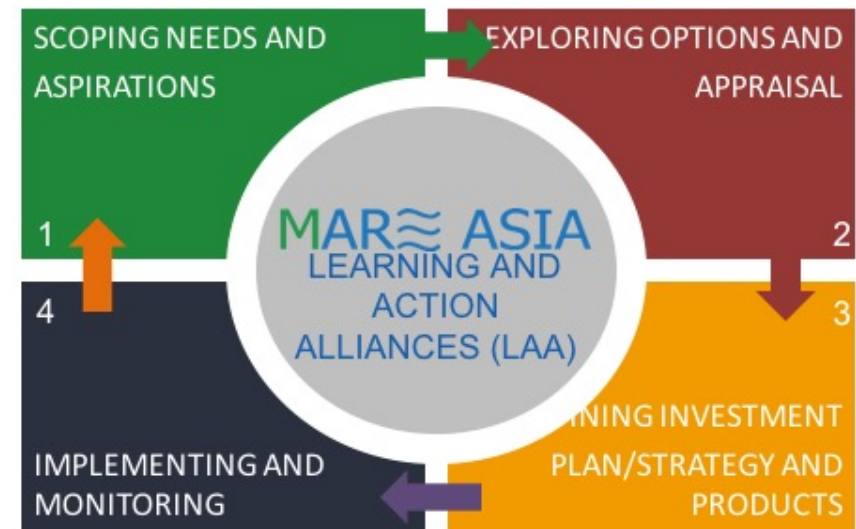 SCOPING NEEDS AND
ASPIRATIONS
1
EXPLORING OPTIONS AND
APPRAISAL
2
MARE ASIA
LEARNING AND
ACTION
ALLIANCES (LAA)
3
INVESTMENT
PLAN/STRATEGY AND
PRODUCTS
4
IMPLEMENTING AND
MONITORING